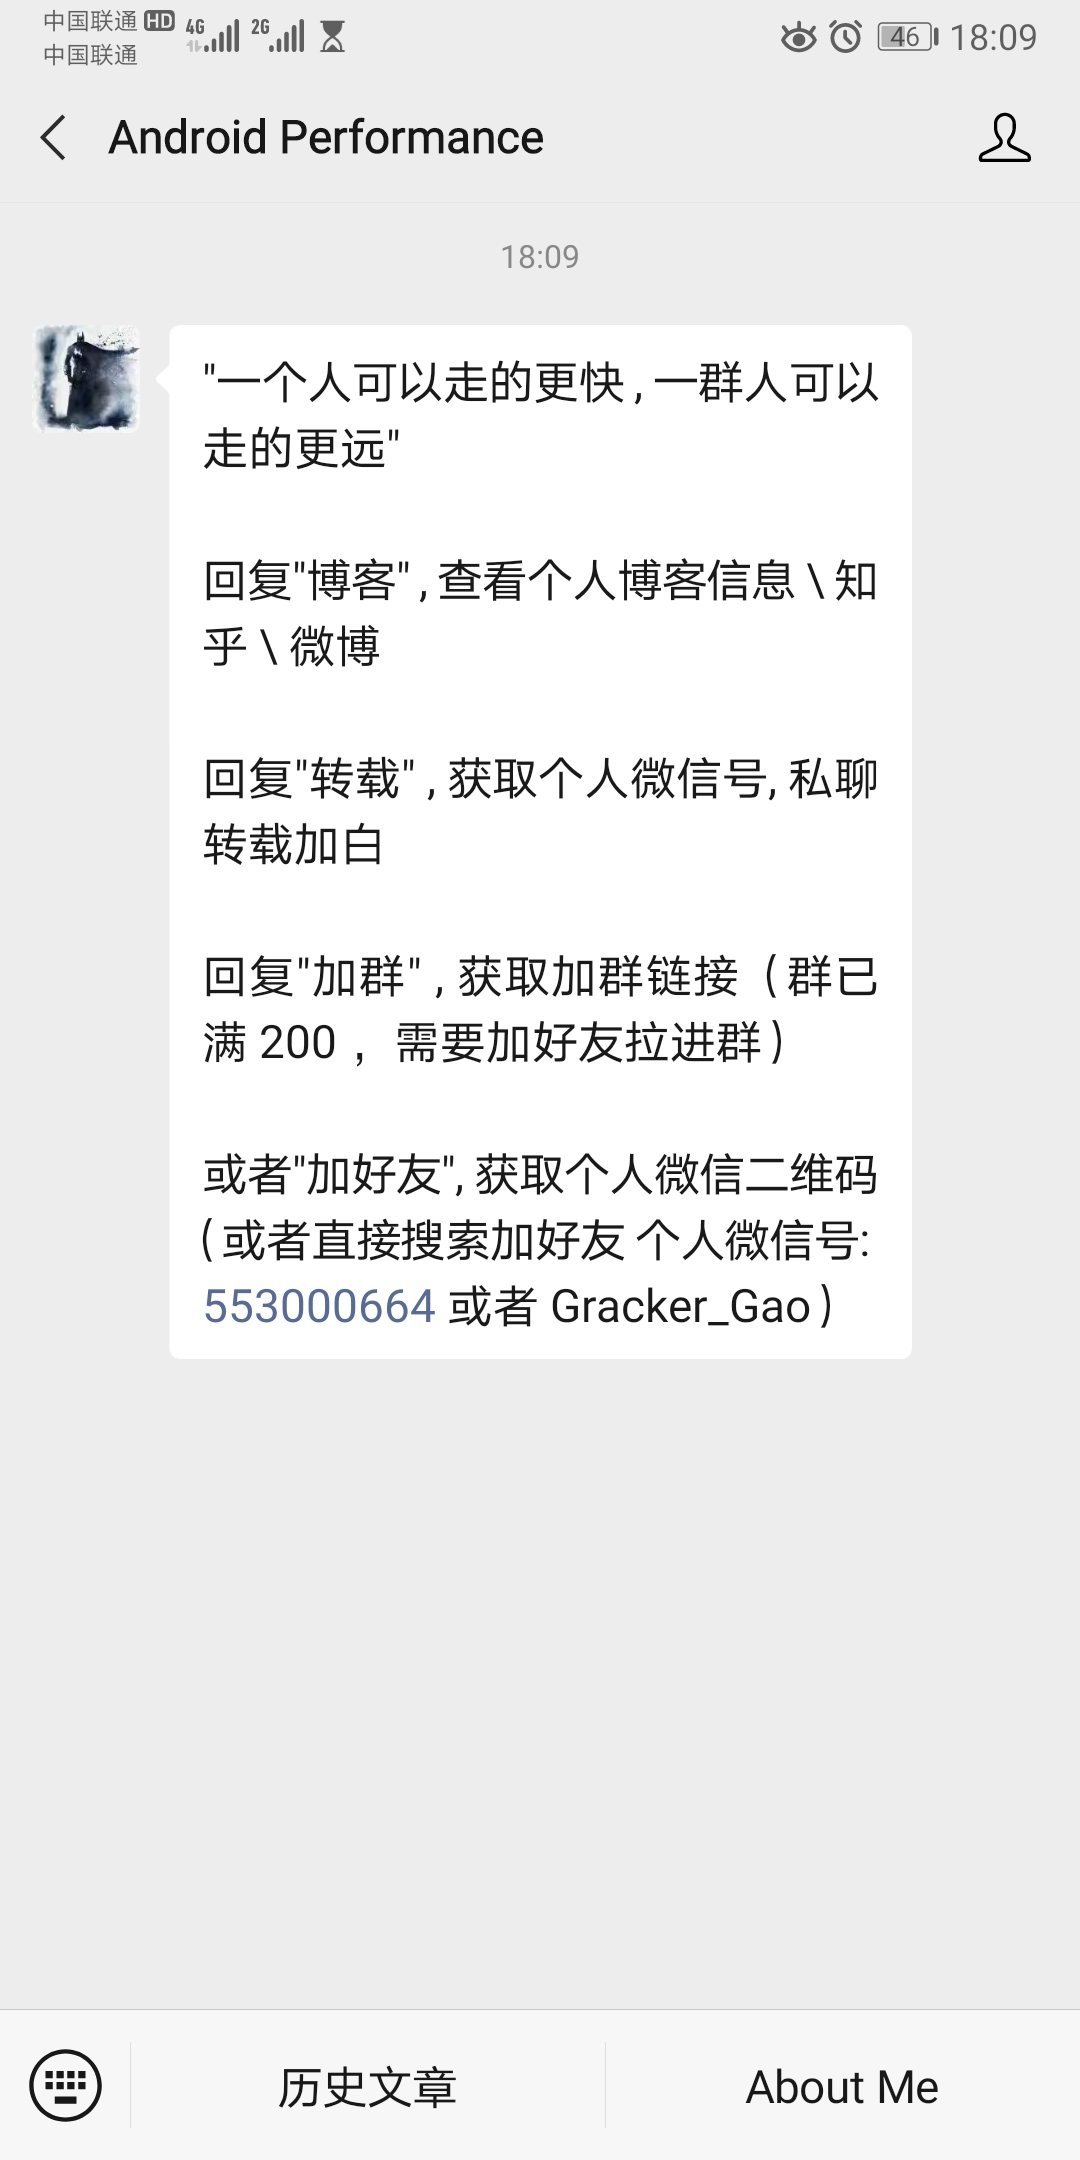 中国联通 HD 4G 2G 46 18:09
中国联通
Android Performance
18:09
"一个人可以走的更快，一群人可以
走的更远"
回复"博客"，查看个人博客信息 \ 知
乎 \ 微博
回复"转载"，获取个人微信号, 私聊
转载加白
回复"加群"，获取加群链接（群已
满 200 ，需要加好友拉进群）
或者"加好友", 获取个人微信二维码
（或者直接搜索加好友 个人微信号:
553000664 或者 Gracker_Gao）
历史文章
About Me